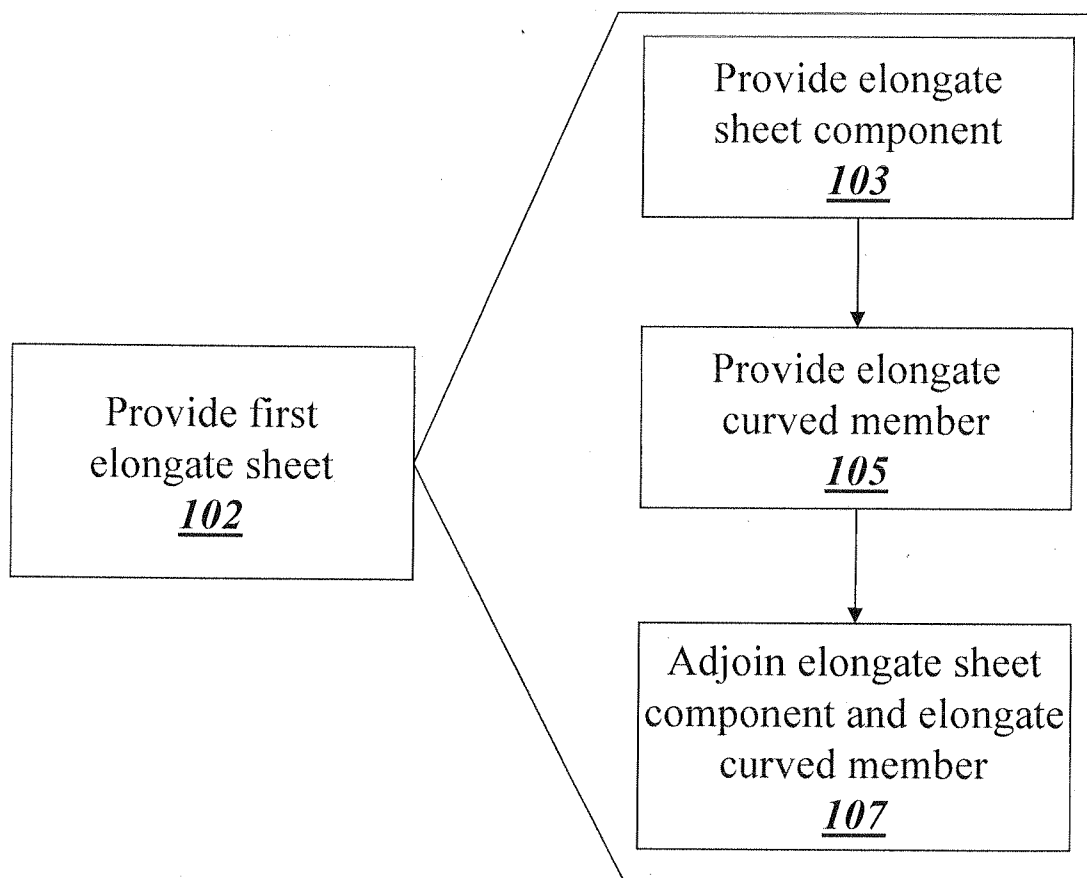 Provide first
elongate sheet
102
Provide elongate
sheet component
103
Provide elongate
curved member
105
Adjoin elongate sheet
component and elongate
curved member
107